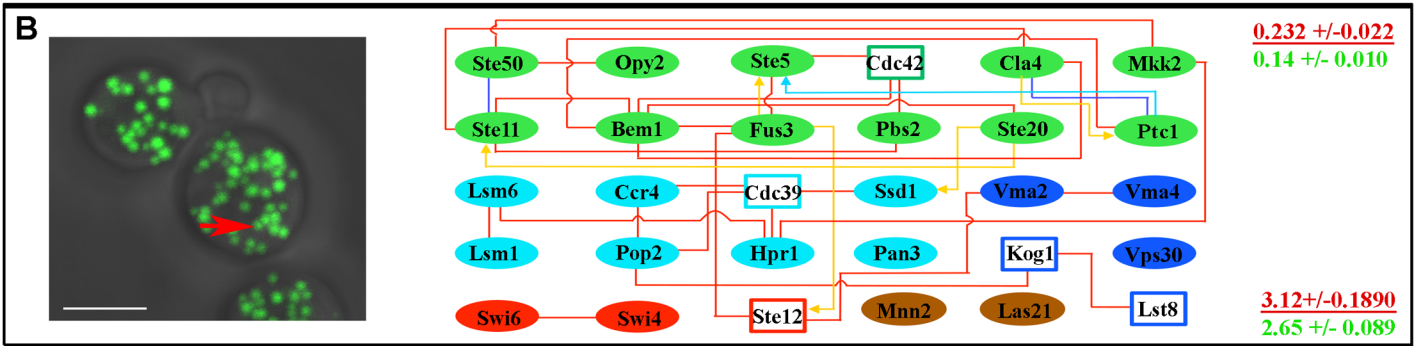 B
0.232 +/-0.022
0.14 +/- 0.010
Ste50 Opy2 Ste5 Cdc42 Cla4 Mkk2
Ste11 Bem1 Fus3 Pbs2 Ste20 Ptc1
Lsm6 Ccr4 Cdc39 Ssd1 Vma2 Vma4
Lsm1 Pop2 Hpr1 Pan3 Kog1 Vps30
Swi6 Swi4 Ste12 Mnn2 Las21 Lst8
3.12+/-0.1890
2.65 +/- 0.089